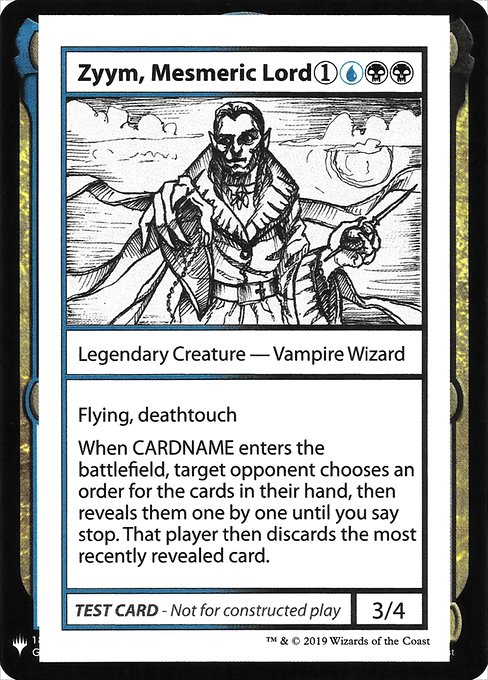 Zyym, Mesmeric Lord 1
Legendary Creature — Vampire Wizard
Flying, deathtouch
When CARDNAME enters the
battlefield, target opponent chooses an
order for the cards in their hand, then
reveals them one by one until you say
stop. That player then discards the most
recently revealed card.
TEST CARD - Not for constructed play
3/4
™ & © 2019 Wizards of the Coast